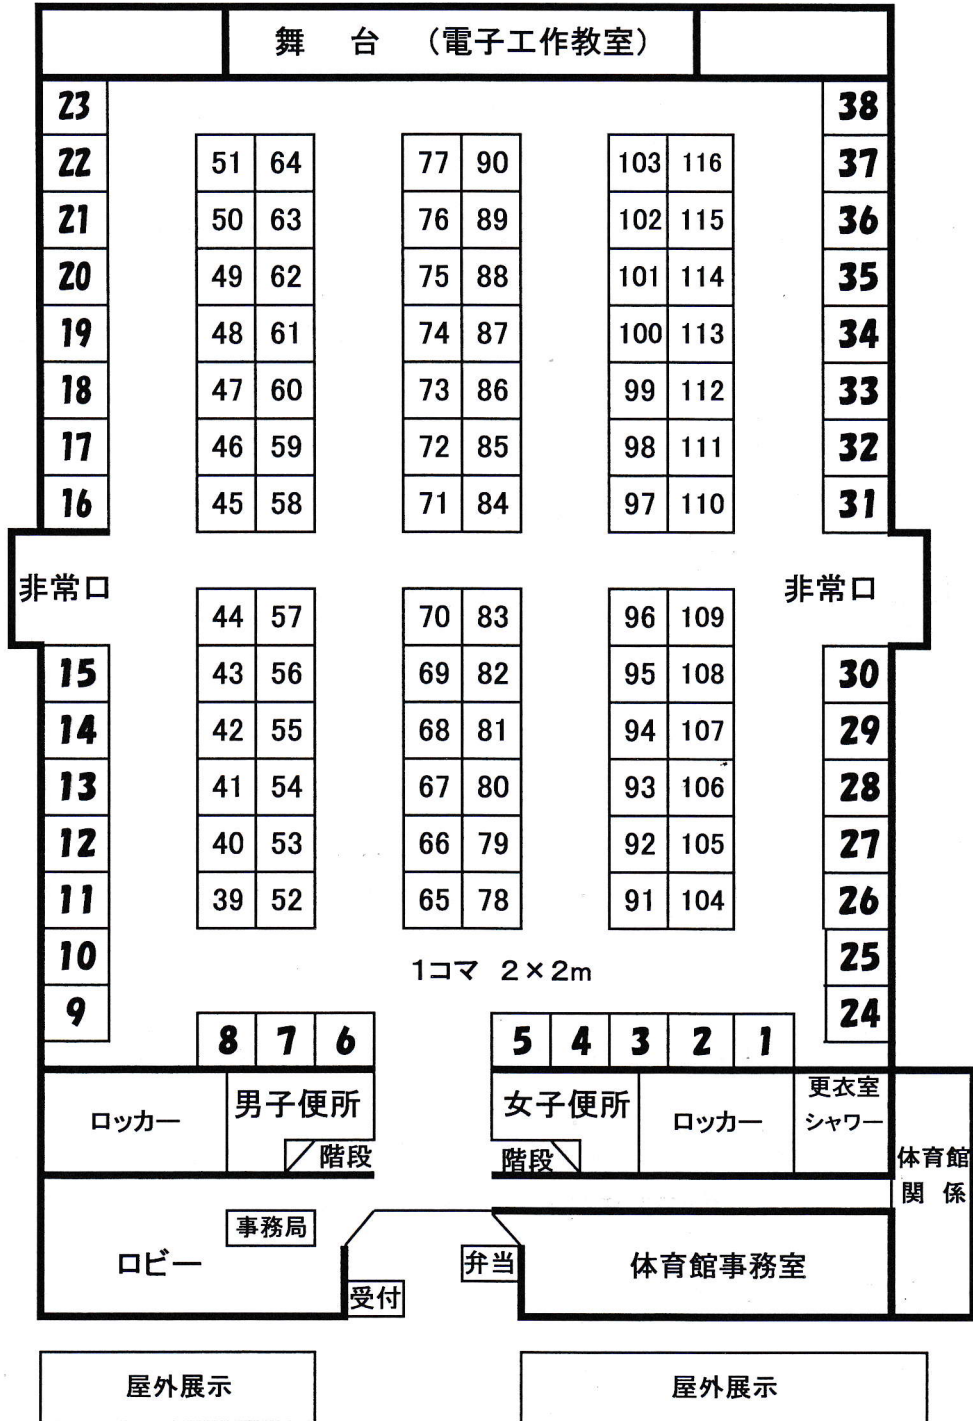 舞 台 （電子工作教室）
23 38
22 51 64 77 90 103 116 37
21 50 63 76 89 102 115 36
20 49 62 75 88 101 114 35
19 48 61 74 87 100 113 34
18 47 60 73 86 99 112 33
17 46 59 72 85 98 111 32
16 45 58 71 84 97 110 31
非常口 非常口
44 57 70 83 96 109
15 43 56 69 82 95 108 30
14 42 55 68 81 94 107 29
13 41 54 67 80 93 106 28
12 40 53 66 79 92 105 27
11 39 52 65 78 91 104 26
10 25
1コマ 2×2m
9 24
8 7 6 5 4 3 2 1
ロッカー 男子便所 女子便所 ロッカー 更衣室
シャワー
階段 階段 体育館
関 係
事務局
ロビー 弁当 体育館事務室
受付
屋外展示 屋外展示